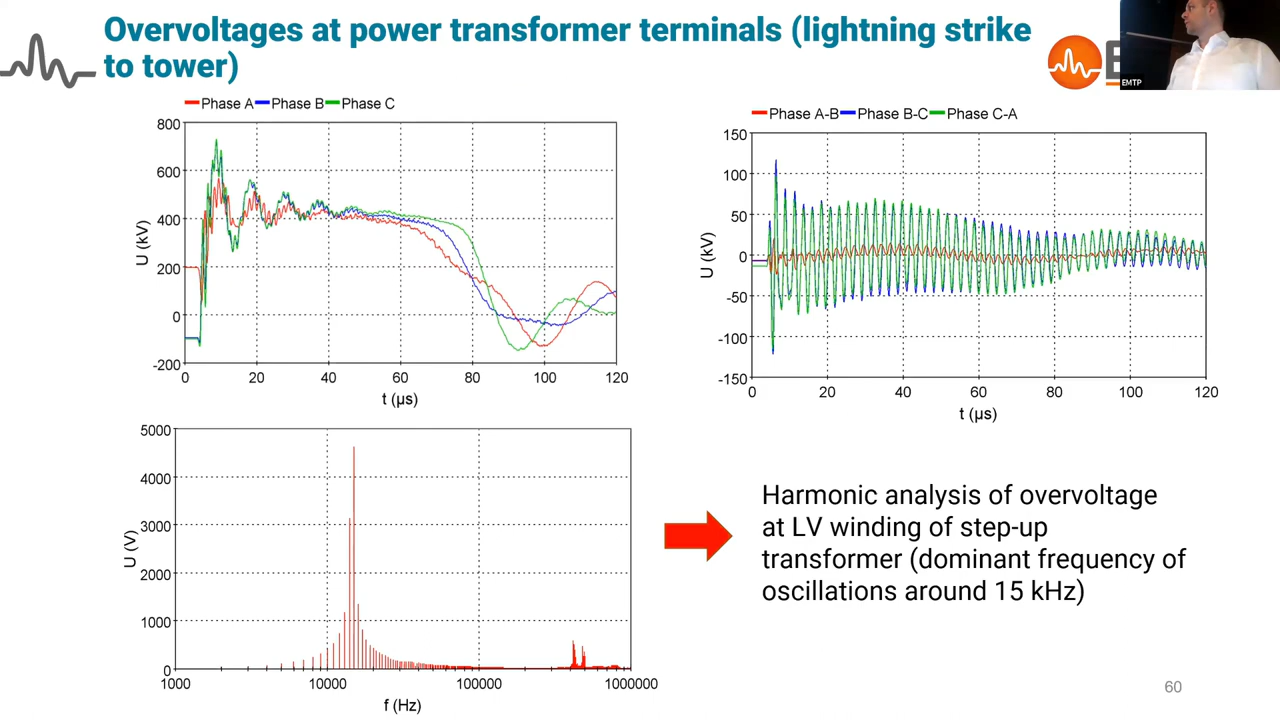 Overvoltages at power transformer terminals (lightning strike
to tower)
E
EMTP
Phase A Phase B Phase C
800
600
400
200
0
-200
U (kV)
0 20 40 60 80 100 120
t (µs)
Phase A-B Phase B-C Phase C-A
150
100
50
0
-50
-100
-150
U (kV)
0 20 40 60 80 100 120
t (µs)
5000
4000
3000
2000
1000
0
U (V)
1000 10000 100000 1000000
f (Hz)
Harmonic analysis of overvoltage
at LV winding of step-up
transformer (dominant frequency of
oscillations around 15 kHz)
60